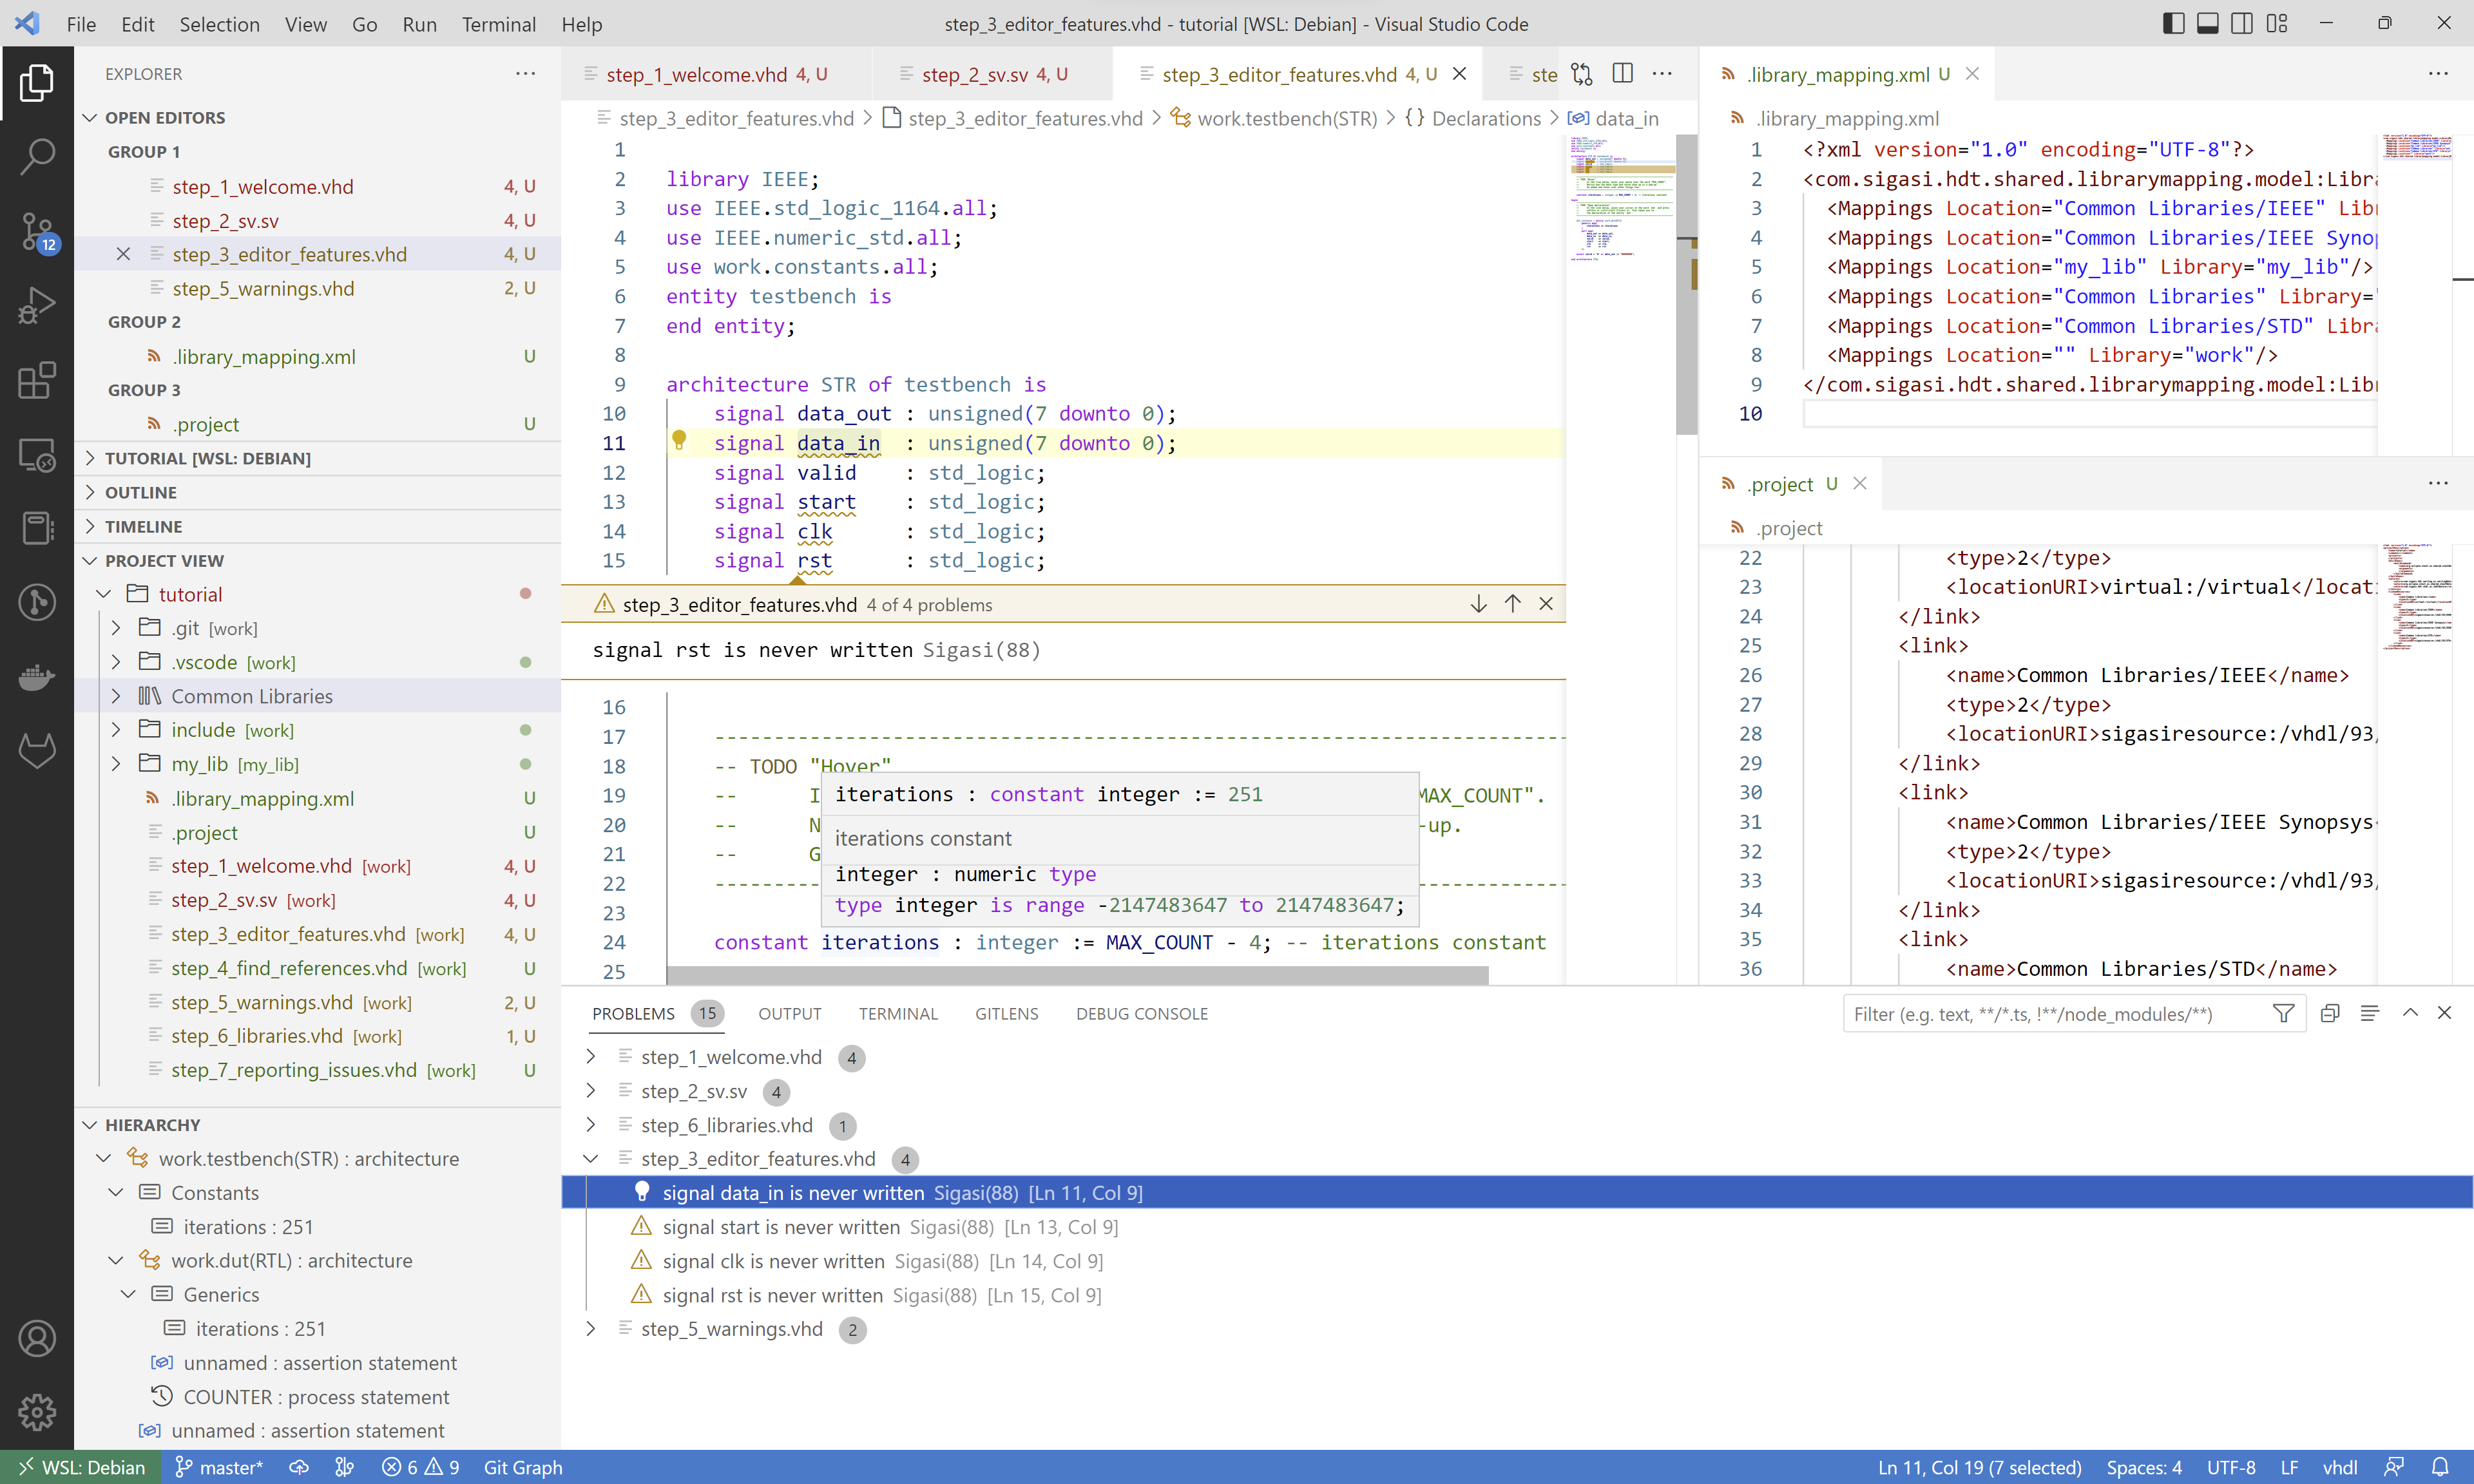 File Edit Selection View Go Run Terminal Help
step_3_editor_features.vhd - tutorial [WSL: Debian] - Visual Studio Code
EXPLORER
OPEN EDITORS
GROUP 1
step_1_welcome.vhd 4, U
step_2_sv.sv 4, U
step_3_editor_features.vhd 4, U
step_5_warnings.vhd 2, U
GROUP 2
.library_mapping.xml U
GROUP 3
.project U
TUTORIAL [WSL: DEBIAN]
OUTLINE
TIMELINE
PROJECT VIEW
tutorial
.git [work]
.vscode [work]
Common Libraries
include [work]
my_lib [my_lib]
.library_mapping.xml U
.project U
step_1_welcome.vhd [work] 4, U
step_2_sv.sv [work] 4, U
step_3_editor_features.vhd [work] 4, U
step_4_find_references.vhd [work] U
step_5_warnings.vhd [work] 2, U
step_6_libraries.vhd [work] 1, U
step_7_reporting_issues.vhd [work] U
HIERARCHY
work.testbench(STR) : architecture
Constants
iterations : 251
work.dut(RTL) : architecture
Generics
iterations : 251
unnamed : assertion statement
COUNTER : process statement
unnamed : assertion statement
12
step_1_welcome.vhd 4, U step_2_sv.sv 4, U step_3_editor_features.vhd 4, U ste
step_3_editor_features.vhd > step_3_editor_features.vhd > work.testbench(STR) > {} Declarations > data_in
1
2 library IEEE;
3 use IEEE.std_logic_1164.all;
4 use IEEE.numeric_std.all;
5 use work.constants.all;
6 entity testbench is
7 end entity;
8
9 architecture STR of testbench is
10 signal data_out : unsigned(7 downto 0);
11 signal data_in : unsigned(7 downto 0);
12 signal valid : std_logic;
13 signal start : std_logic;
14 signal clk : std_logic;
15 signal rst : std_logic;
step_3_editor_features.vhd 4 of 4 problems
signal rst is never written Sigasi(88)
16
17 ------------------------------------------------------------------------
18 -- TODO "Hover"
19 -- I MAX_COUNT".
20 -- N -up.
21 -- G
22 ------------------------------------------------------------------------
23
24 constant iterations : integer := MAX_COUNT - 4; -- iterations constant
25
iterations : constant integer := 251
iterations constant
integer : numeric type
type integer is range -2147483647 to 2147483647;
.library_mapping.xml U
.library_mapping.xml
1 <?xml version="1.0" encoding="UTF-8"?>
2 <com.sigasi.hdt.shared.librarymapping.model:Libra
3 <Mappings Location="Common Libraries/IEEE" Libr
4 <Mappings Location="Common Libraries/IEEE Synop
5 <Mappings Location="my_lib" Library="my_lib"/>
6 <Mappings Location="Common Libraries" Library="
7 <Mappings Location="Common Libraries/STD" Libra
8 <Mappings Location="" Library="work"/>
9 </com.sigasi.hdt.shared.librarymapping.model:Libr
10
.project U
.project
22 <type>2</type>
23 <locationURI>virtual:/virtual</locati
24 </link>
25 <link>
26 <name>Common Libraries/IEEE</name>
27 <type>2</type>
28 <locationURI>sigasiresource:/vhdl/93/
29 </link>
30 <link>
31 <name>Common Libraries/IEEE Synopsys<
32 <type>2</type>
33 <locationURI>sigasiresource:/vhdl/93/
34 </link>
35 <link>
36 <name>Common Libraries/STD</name>
PROBLEMS 15 OUTPUT TERMINAL GITLENS DEBUG CONSOLE
Filter (e.g. text, **/*.ts, !**/node_modules/**)
step_1_welcome.vhd 4
step_2_sv.sv 4
step_6_libraries.vhd 1
step_3_editor_features.vhd 4
signal data_in is never written Sigasi(88) [Ln 11, Col 9]
signal start is never written Sigasi(88) [Ln 13, Col 9]
signal clk is never written Sigasi(88) [Ln 14, Col 9]
signal rst is never written Sigasi(88) [Ln 15, Col 9]
step_5_warnings.vhd 2
WSL: Debian master* 6 9 Git Graph
Ln 11, Col 19 (7 selected) Spaces: 4 UTF-8 LF vhdl